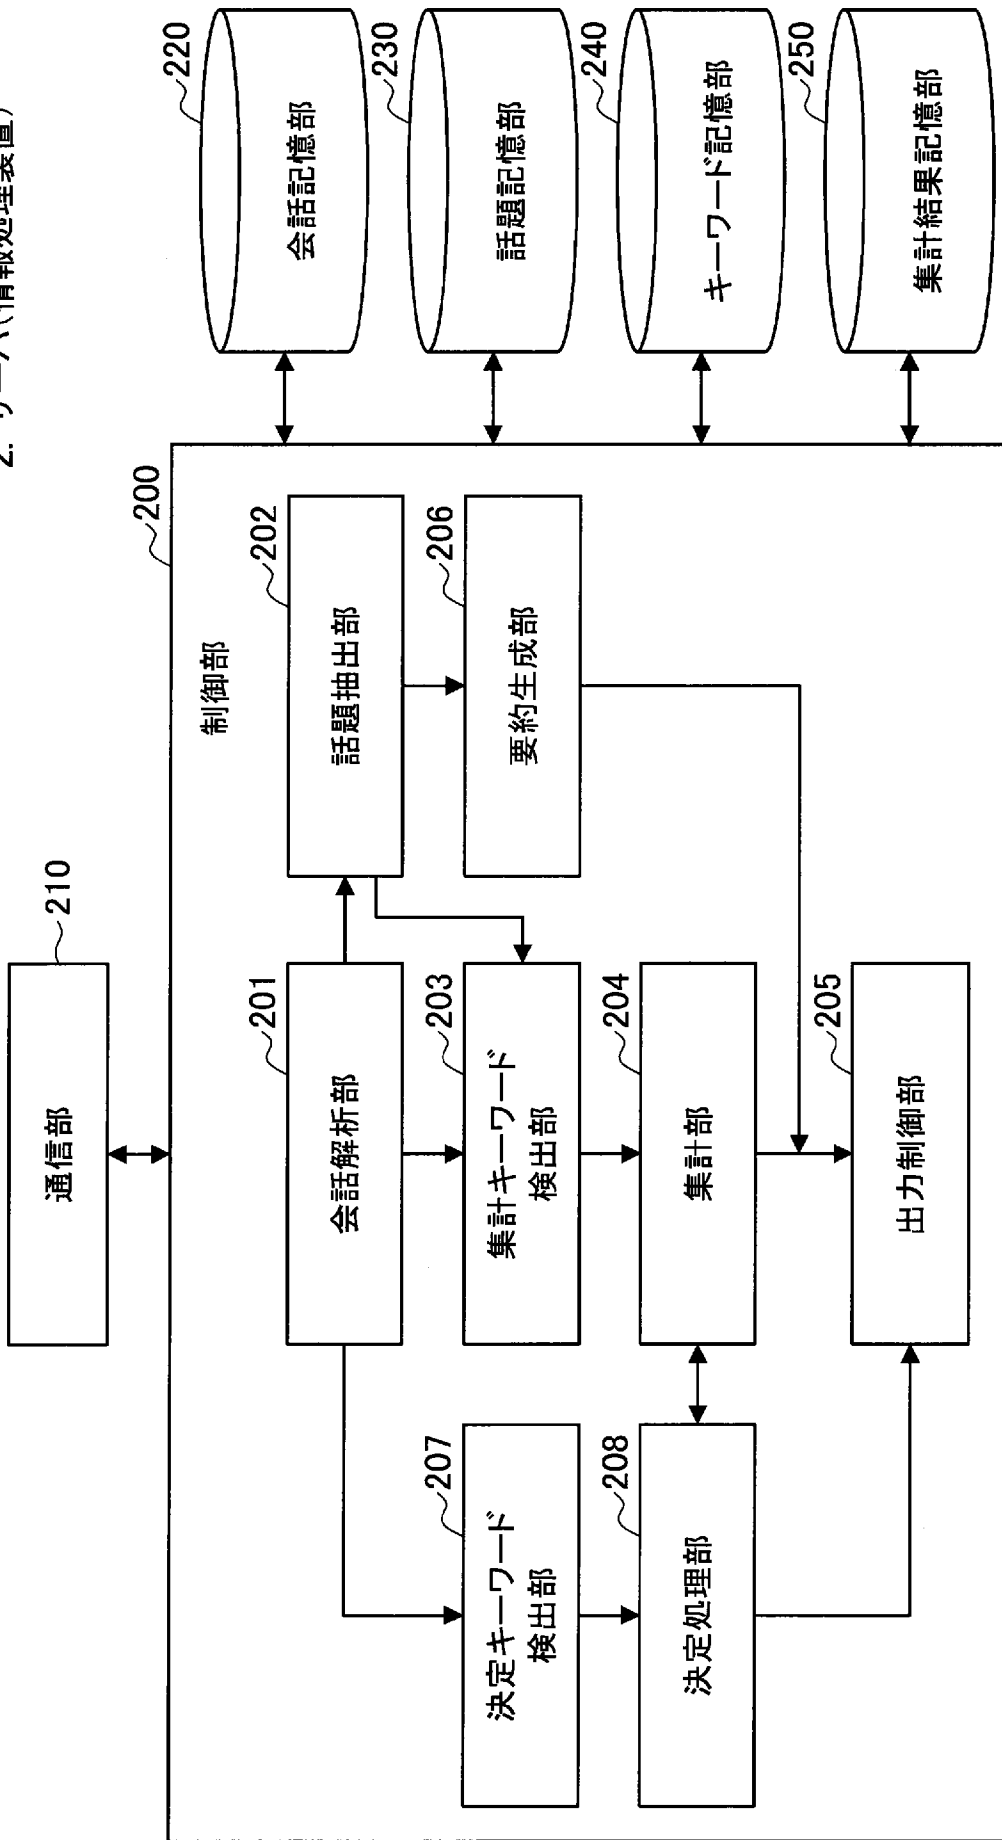 2. サーバ(情報処理装置)
210
通信部
200
制御部
201
会話解析部
202
話題抽出部
207
決定キーワード
検出部
203
集計キーワード
検出部
206
要約生成部
208
決定処理部
204
集計部
205
出力制御部
220
会話記憶部
230
話題記憶部
240
キーワード記憶部
250
集計結果記憶部